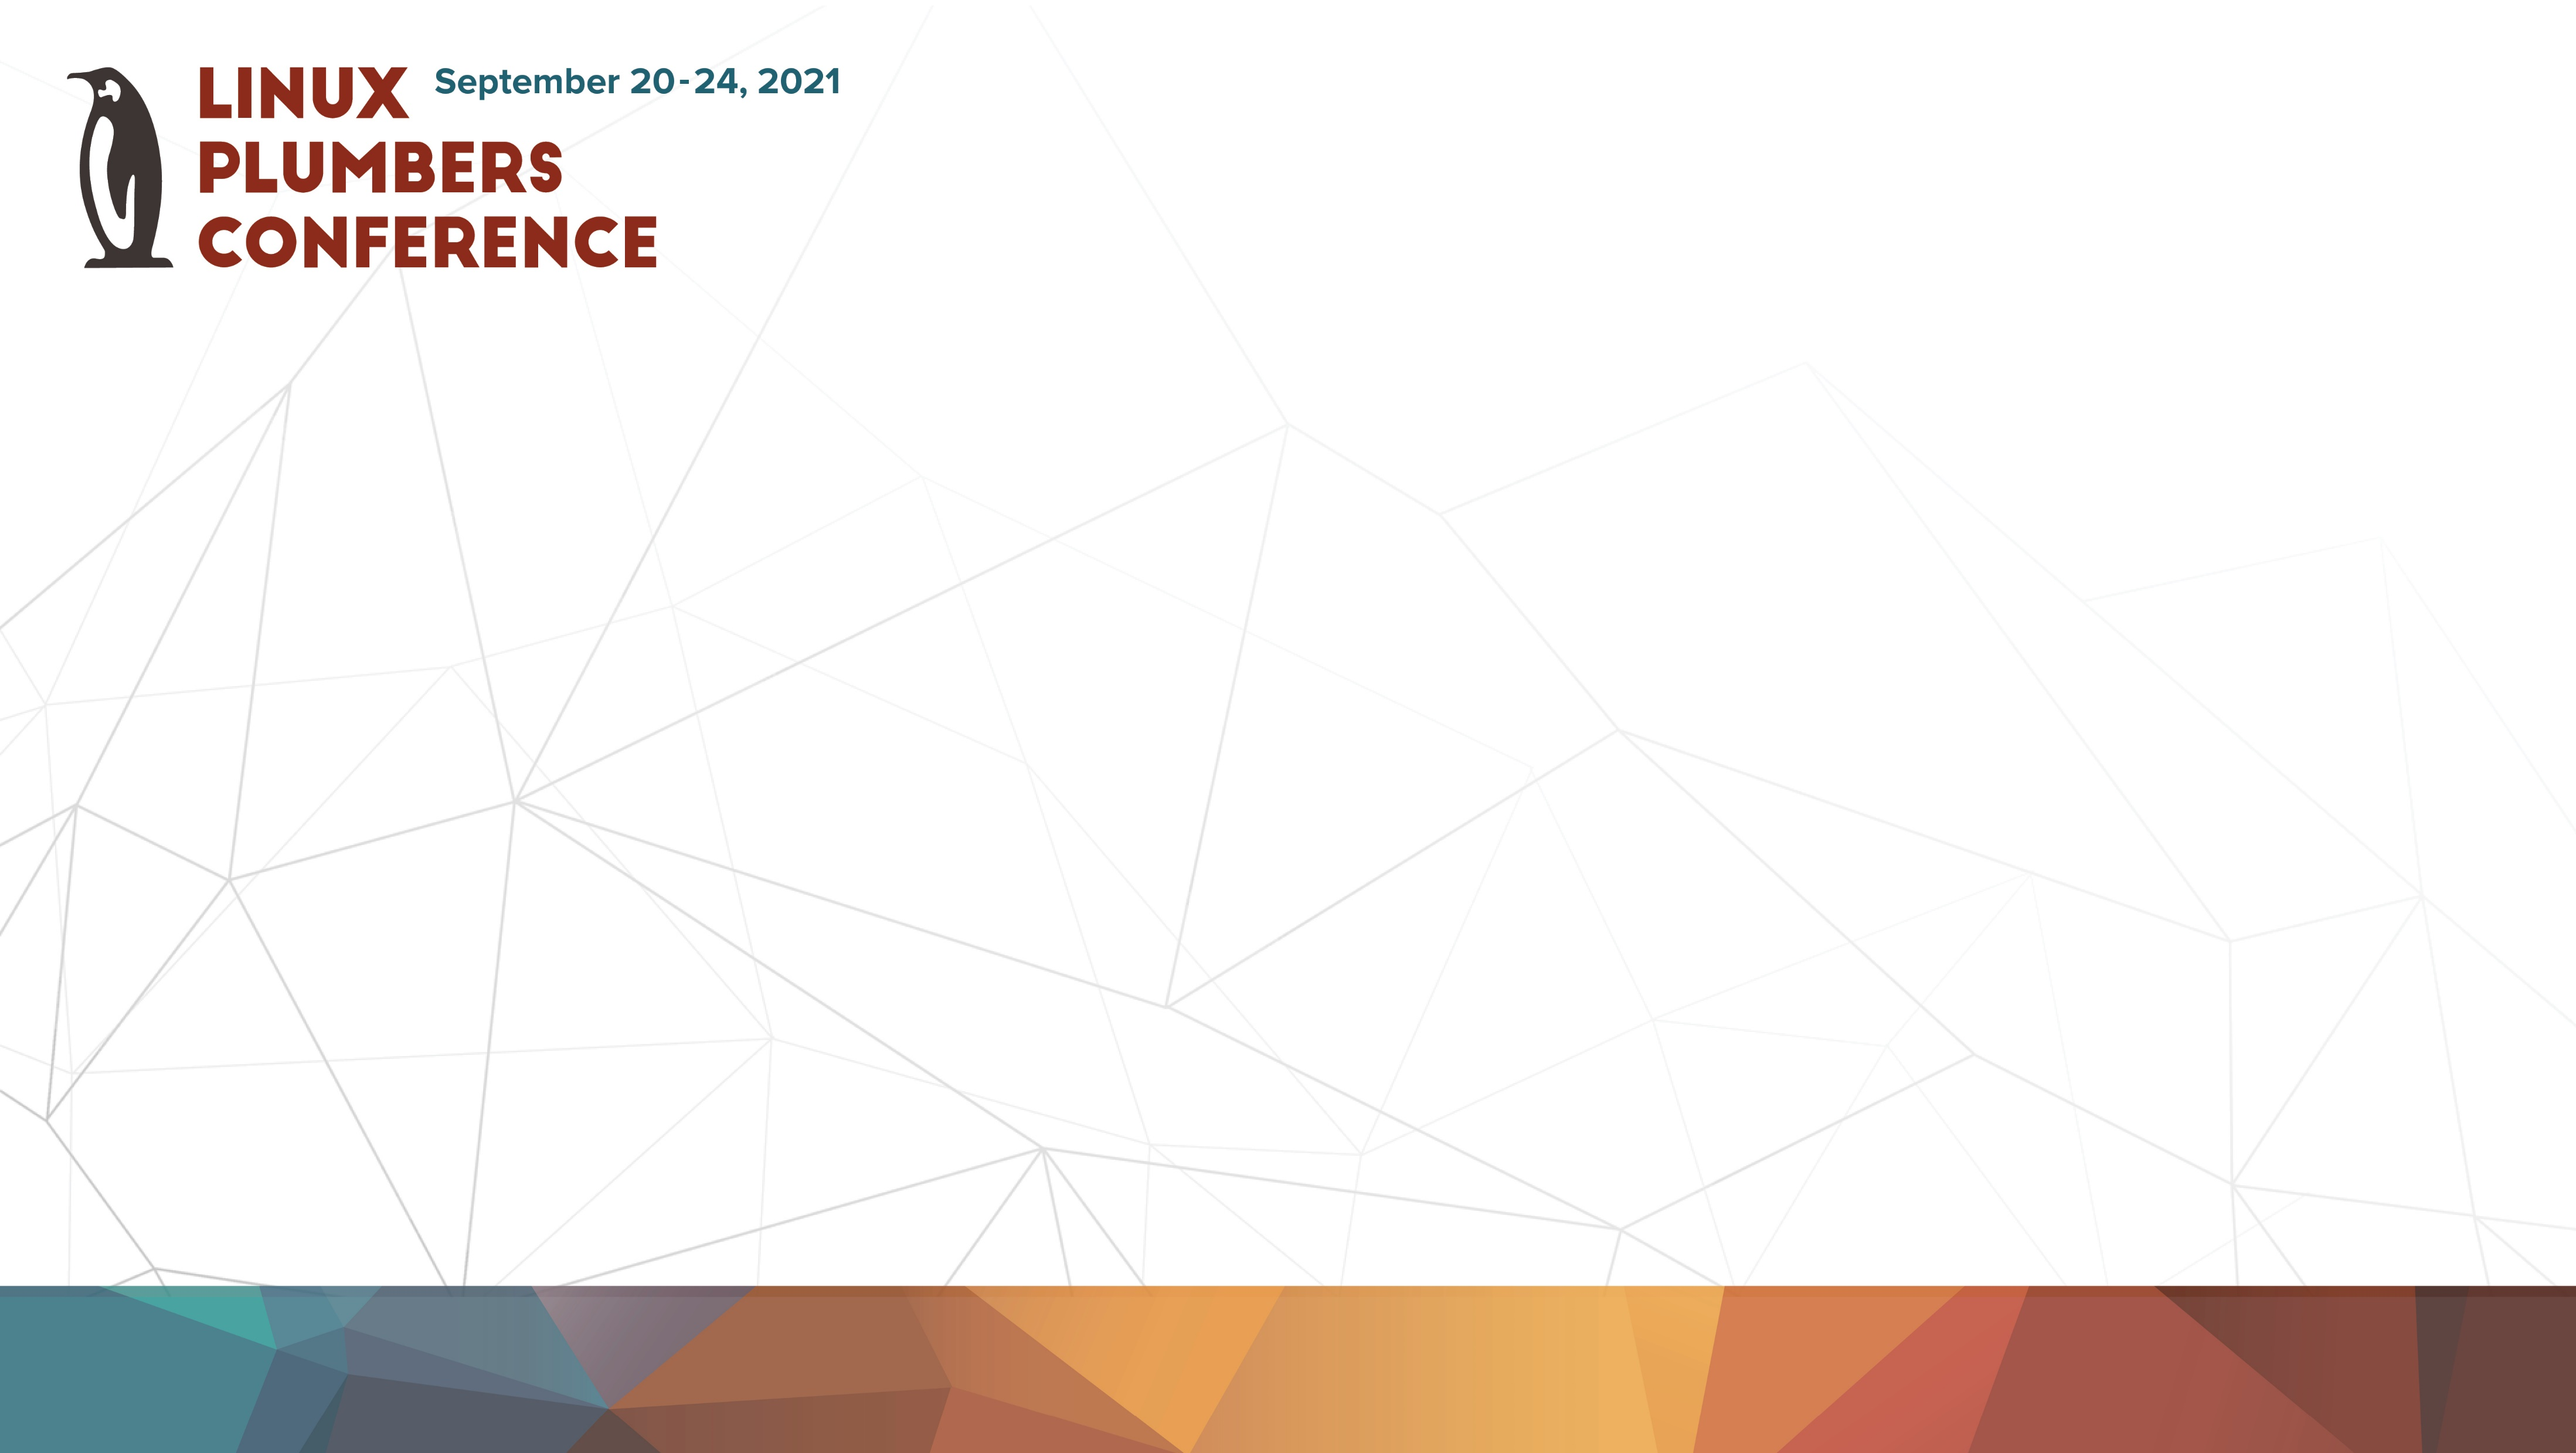 LINUX September 20-24, 2021
PLUMBERS
CONFERENCE